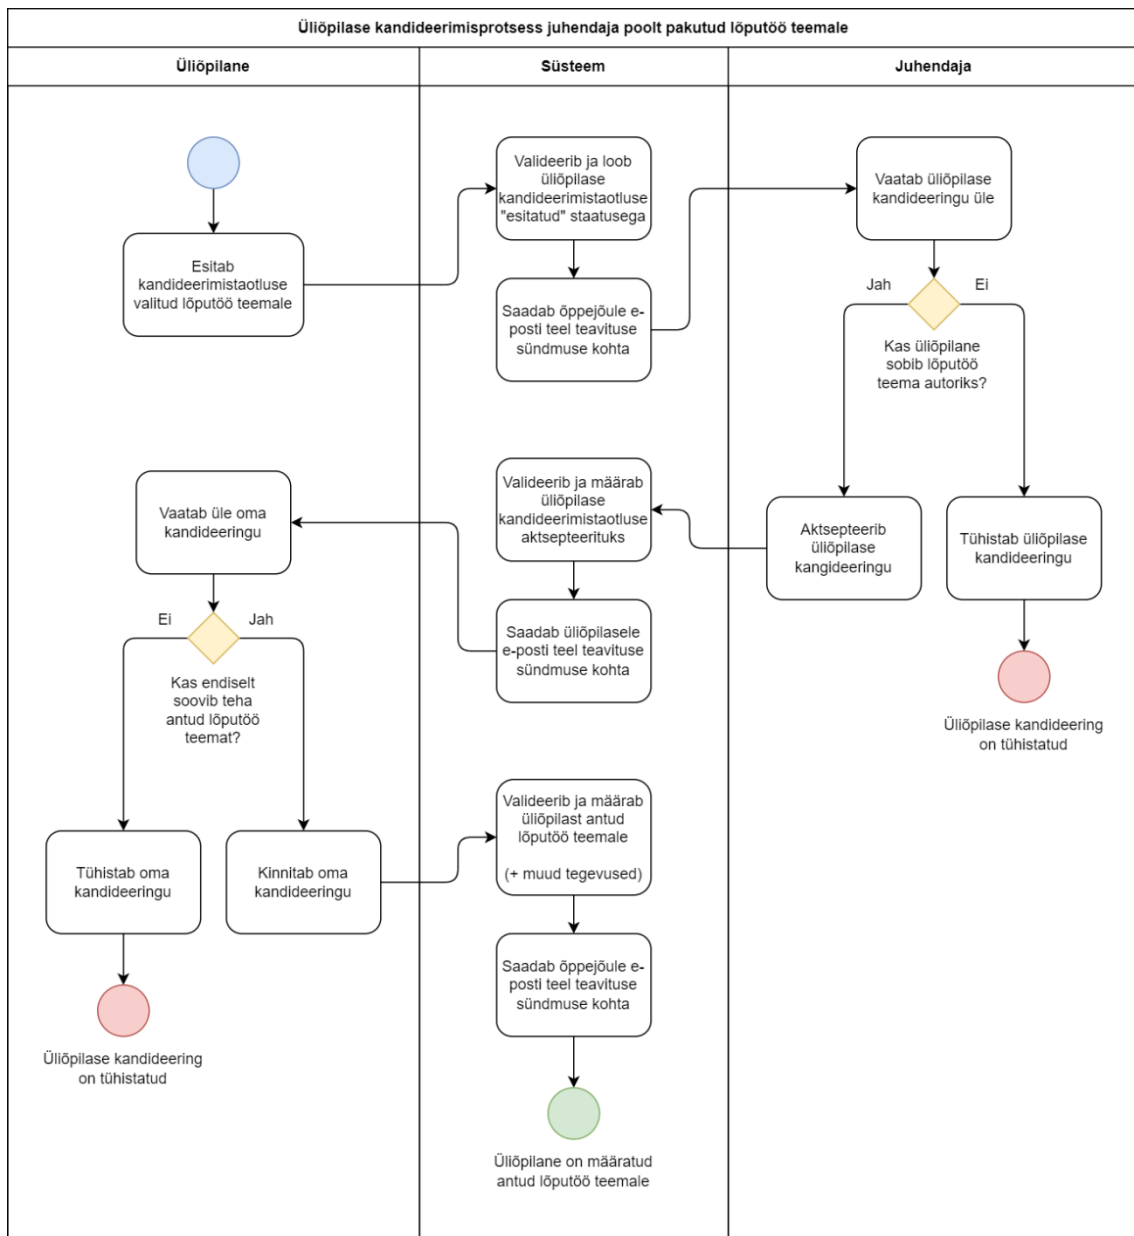 Üliõpilase kandideerimisprotsess juhendaja poolt pakutud lõputöö teemale
Üliõpilane
Süsteem
Juhendaja
Esitab
kandideerimistaotluse
valitud lõputöö teemale
Valideerib ja loob
üliõpilase
kandideerimistaotluse
"esitatud" staatusega
Saadab õppejõule e-
posti teel teavituse
sündmuse kohta
Vaatab üliõpilase
kandideeringu üle
Jah
Ei
Kas üliõpilane
sobib lõputöö
teema autoriks?
Aktsepteerib
üliõpilase
kangideeringu
Tühistab üliõpilase
kandideeringu
Üliõpilase kandideering
on tühistatud
Valideerib ja määrab
üliõpilase
kandideerimistaotluse
aktsepteerituks
Saadab üliõpilasele
e-posti teel teavituse
sündmuse kohta
Vaatab üle oma
kandideeringu
Ei
Jah
Kas endiselt
soovib teha
antud lõputöö
teemat?
Tühistab oma
kandideeringu
Kinnitab oma
kandideeringu
Üliõpilase kandideering
on tühistatud
Valideerib ja määrab
üliõpilast antud
lõputöö teemale
(+ muud tegevused)
Saadab õppejõule e-
posti teel teavituse
sündmuse kohta
Üliõpilane on määratud
antud lõputöö teemale